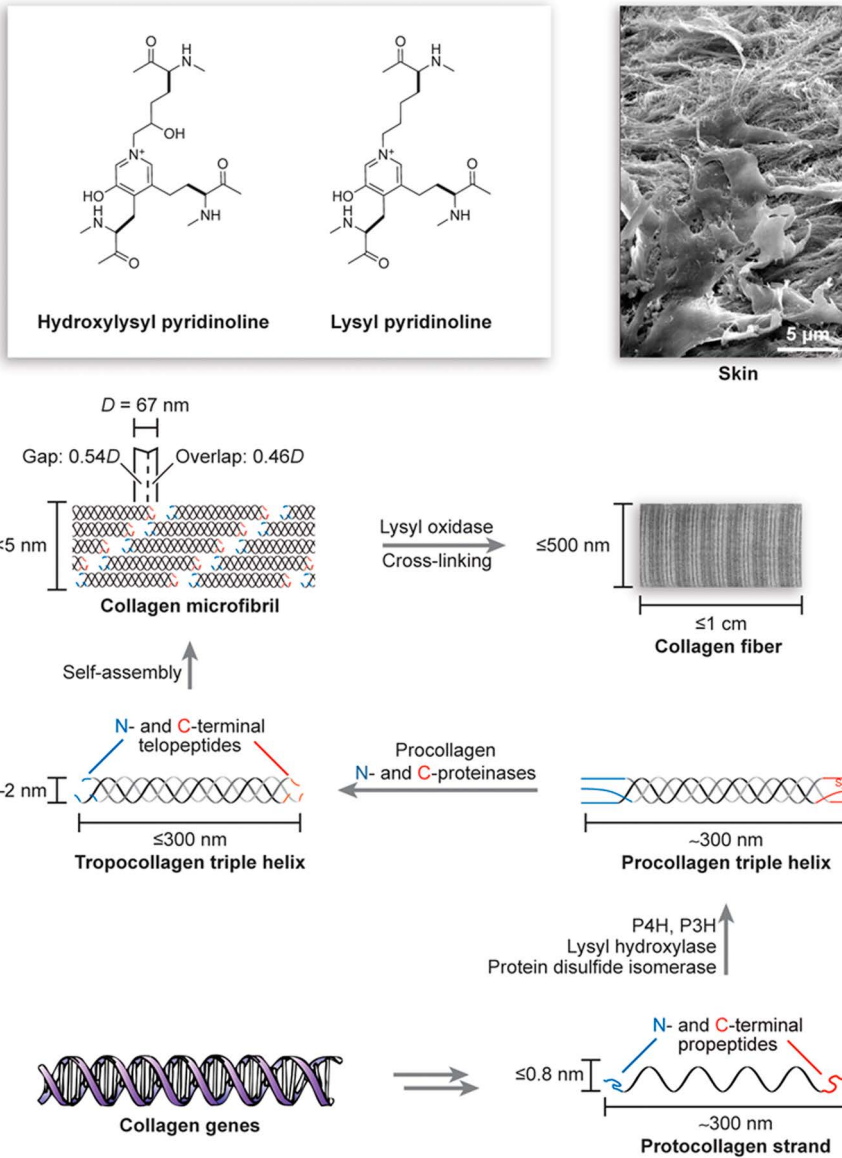 O
H
N
OH
N+
O
HO
H
N
NH
O
O
H
N
N+
O
HO
H
N
NH
O
Hydroxylysyl pyridinoline
Lysyl pyridinoline
5 μm
Skin
D = 67 nm
Gap: 0.54D
Overlap: 0.46D
<5 nm
Collagen microfibril
Lysyl oxidase
Cross-linking
≤500 nm
≤1 cm
Collagen fiber
Self-assembly
N- and C-terminal
telopeptides
-2 nm
≤300 nm
Tropocollagen triple helix
Procollagen
N- and C-proteinases
S
~300 nm
Procollagen triple helix
P4H, P3H
Lysyl hydroxylase
Protein disulfide isomerase
Collagen genes
N- and C-terminal
propeptides
≤0.8 nm
~300 nm
Protocollagen strand